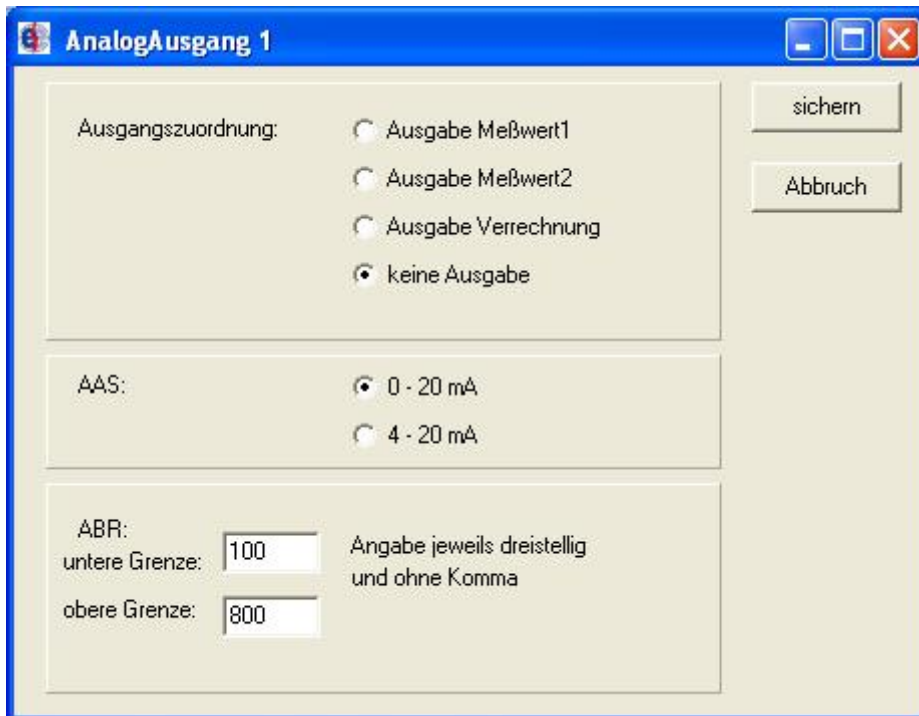 AnalogAusgang 1
Ausgangszuordnung:
Ausgabe Meßwert1
Ausgabe Meßwert2
Ausgabe Verrechnung
keine Ausgabe
sichern
Abbruch
AAS:
0 - 20 mA
4 - 20 mA
ABR:
untere Grenze:
100
obere Grenze:
800
Angabe jeweils dreistellig
und ohne Komma